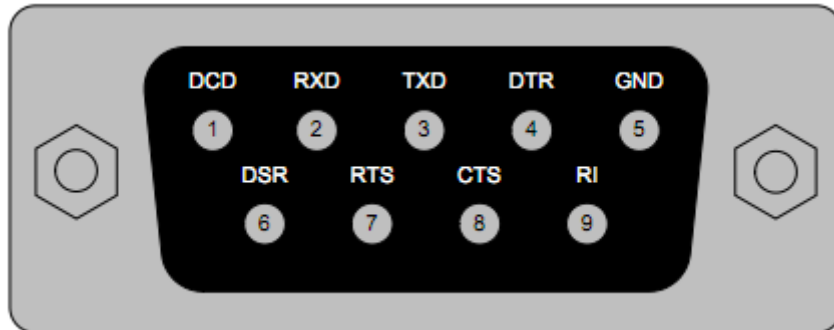 DCD RXD TXD DTR GND
1 2 3 4 5
DSR RTS CTS RI
6 7 8 9